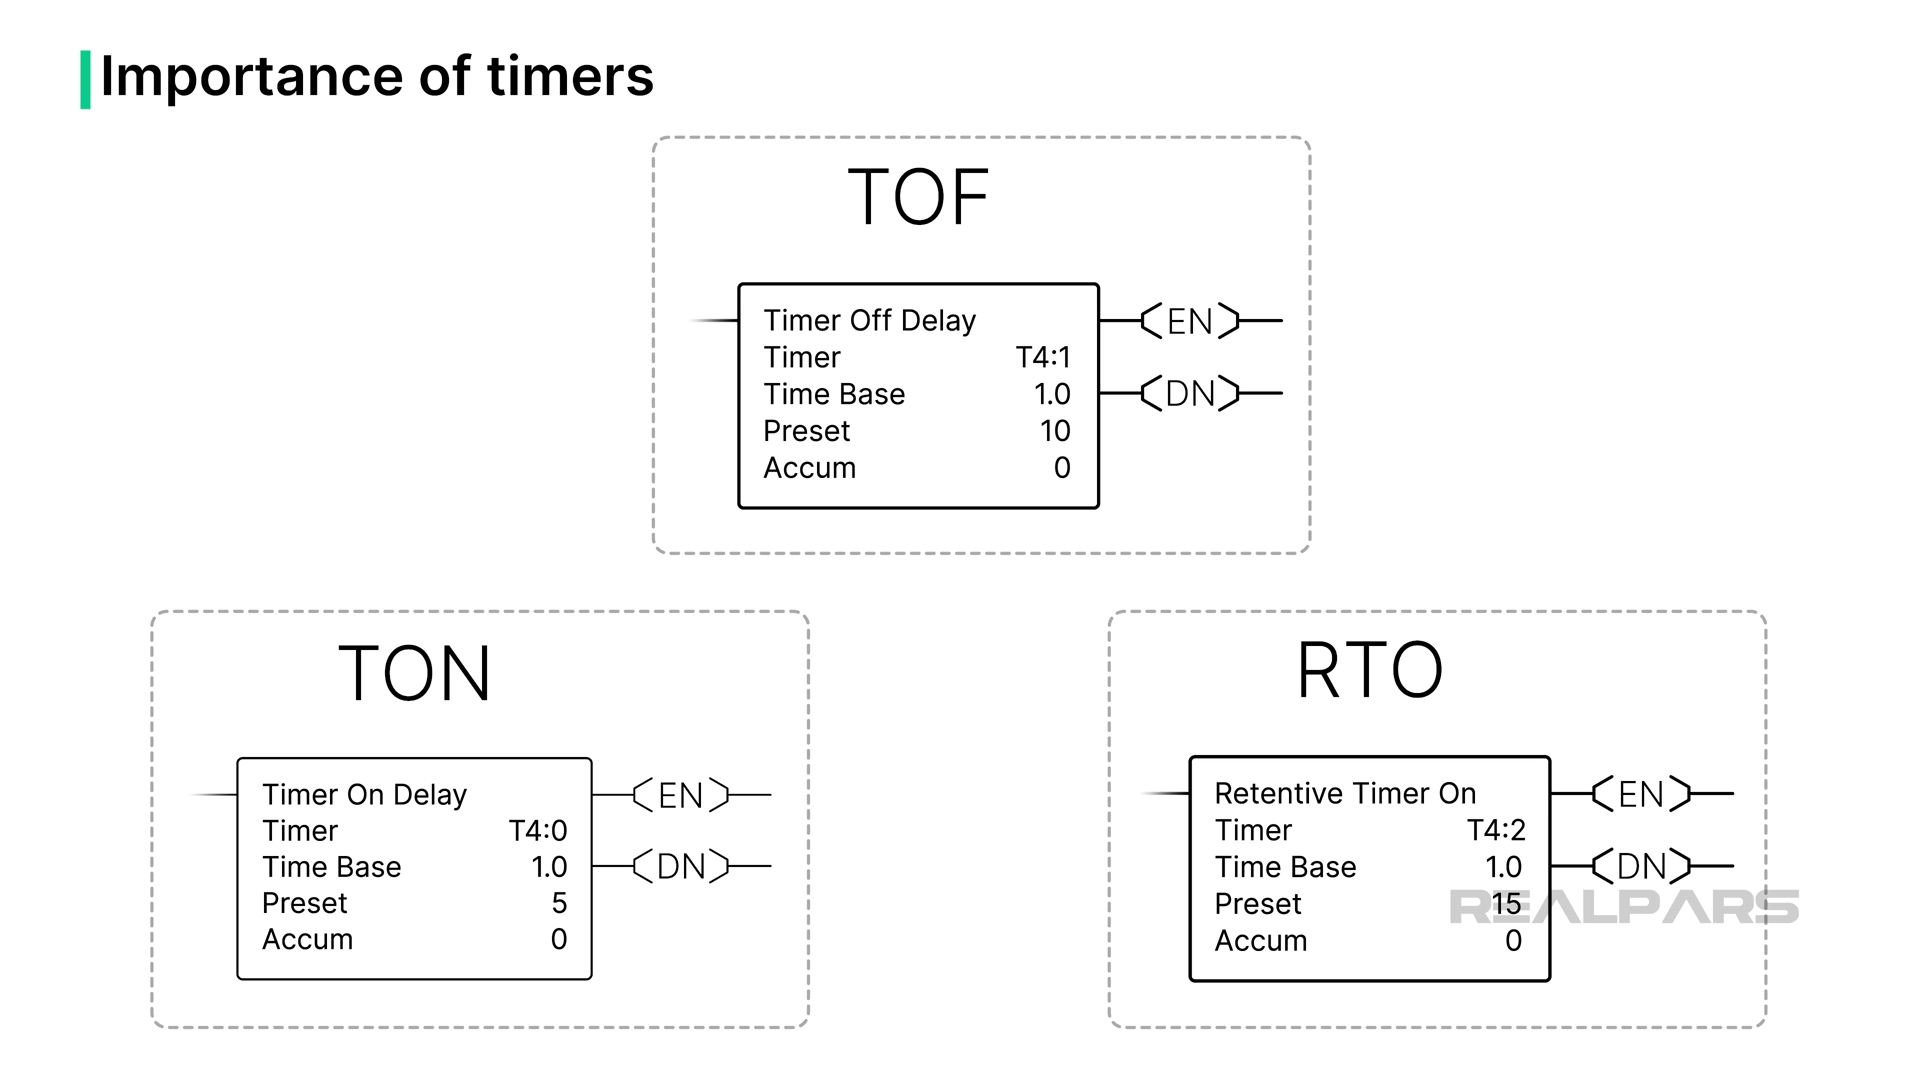 Importance of timers
TOF
Timer Off Delay
Timer T4:1
Time Base 1.0
Preset 10
Accum 0
EN
DN
TON
Timer On Delay
Timer T4:0
Time Base 1.0
Preset 5
Accum 0
EN
DN
RTO
Retentive Timer On
Timer T4:2
Time Base 1.0
Preset 15
Accum 0
EN
DN
REALPARS